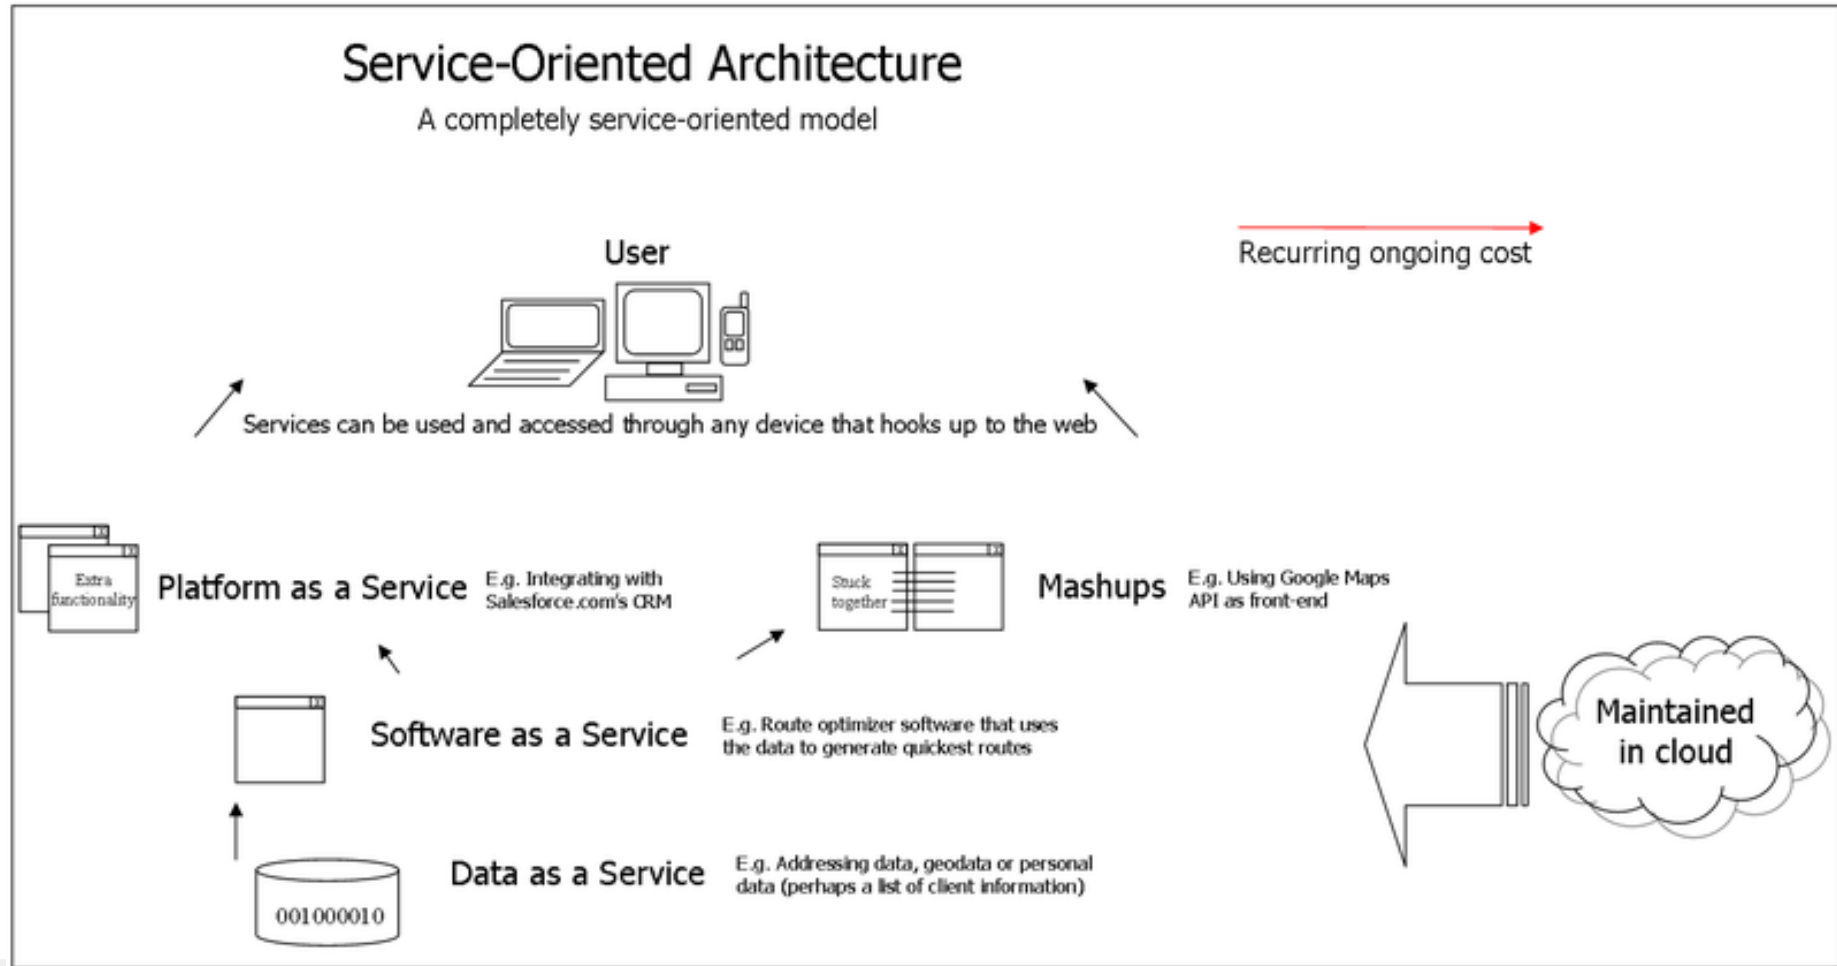 Service-Oriented Architecture
A completely service-oriented model
Recurring ongoing cost
User
Services can be used and accessed through any device that hooks up to the web
Extra
functionality
Platform as a Service
E.g. Integrating with
Salesforce.com's CRM
Stuck
together
Mashups
E.g. Using Google Maps
API as front-end
Software as a Service
E.g. Route optimizer software that uses
the data to generate quickest routes
Maintained
in cloud
001000010
Data as a Service
E.g. Addressing data, geodata or personal
data (perhaps a list of client information)